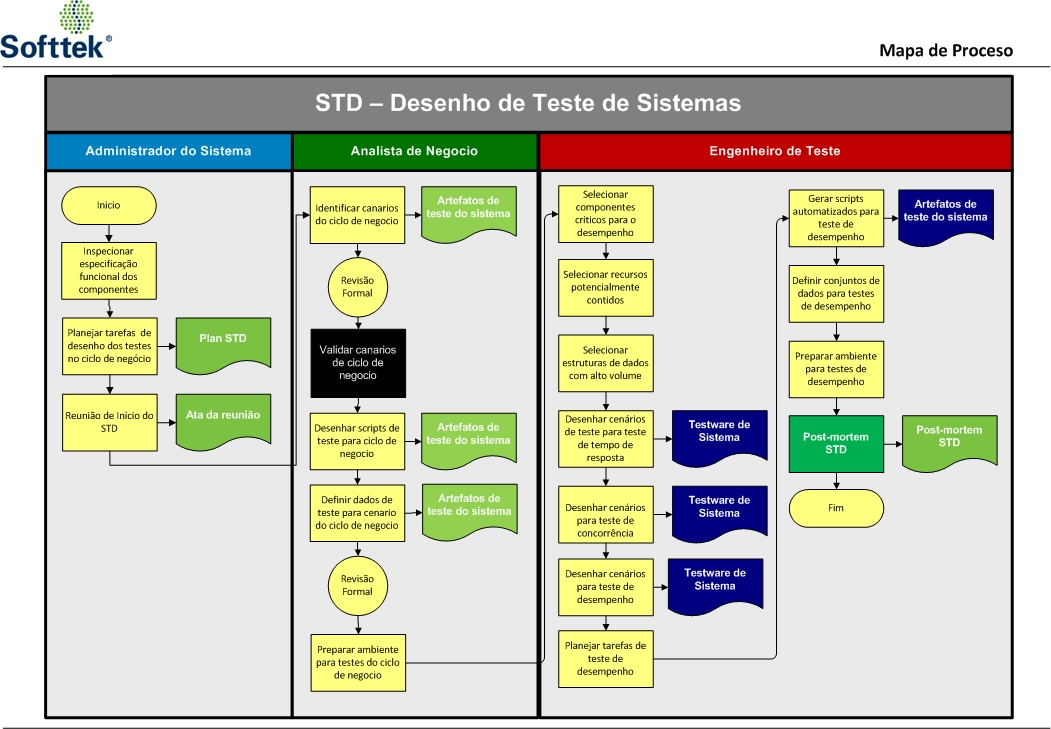 Softtek®
Mapa de Proceso
STD – Desenho de Teste de Sistemas
Administrador do Sistema
Analista de Negocio
Engenheiro de Teste
Inicio
Inspecionar
especificação
funcional dos
componentes
Planejar tarefas de
desenho dos testes
no ciclo de negócio
Plan STD
Reunião de Início do
STD
Ata da reunião
Identificar canarios
do ciclo de negocio
Artefatos de
teste do sistema
Revisão
Formal
Validar canarios
de ciclo de
negocio
Desenhar scripts de
teste para ciclo de
negocio
Artefatos de
teste do sistema
Definir dados de
teste para cenario
do ciclo de negocio
Artefatos de
teste do sistema
Revisão
Formal
Preparar ambiente
para testes do ciclo
de negocio
Selecionar
componentes
críticos para o
desempenho
Selecionar recursos
potencialmente
contidos
Selecionar
estruturas de dados
com alto volume
Desenhar cenários
de teste para teste
de tempo de
resposta
Testware de
Sistema
Desenhar cenários
para teste de
concorrência
Testware de
Sistema
Desenhar cenários
para teste de
desempenho
Testware de
Sistema
Planejar tarefas de
teste de
desempenho
Gerar scripts
automatizados para
teste de
desempenho
Artefatos de
teste do sistema
Definir conjuntos de
dados para testes
de desempenho
Preparar ambiente
para testes de
desempenho
Post-mortem
STD
Post-mortem
STD
Fim